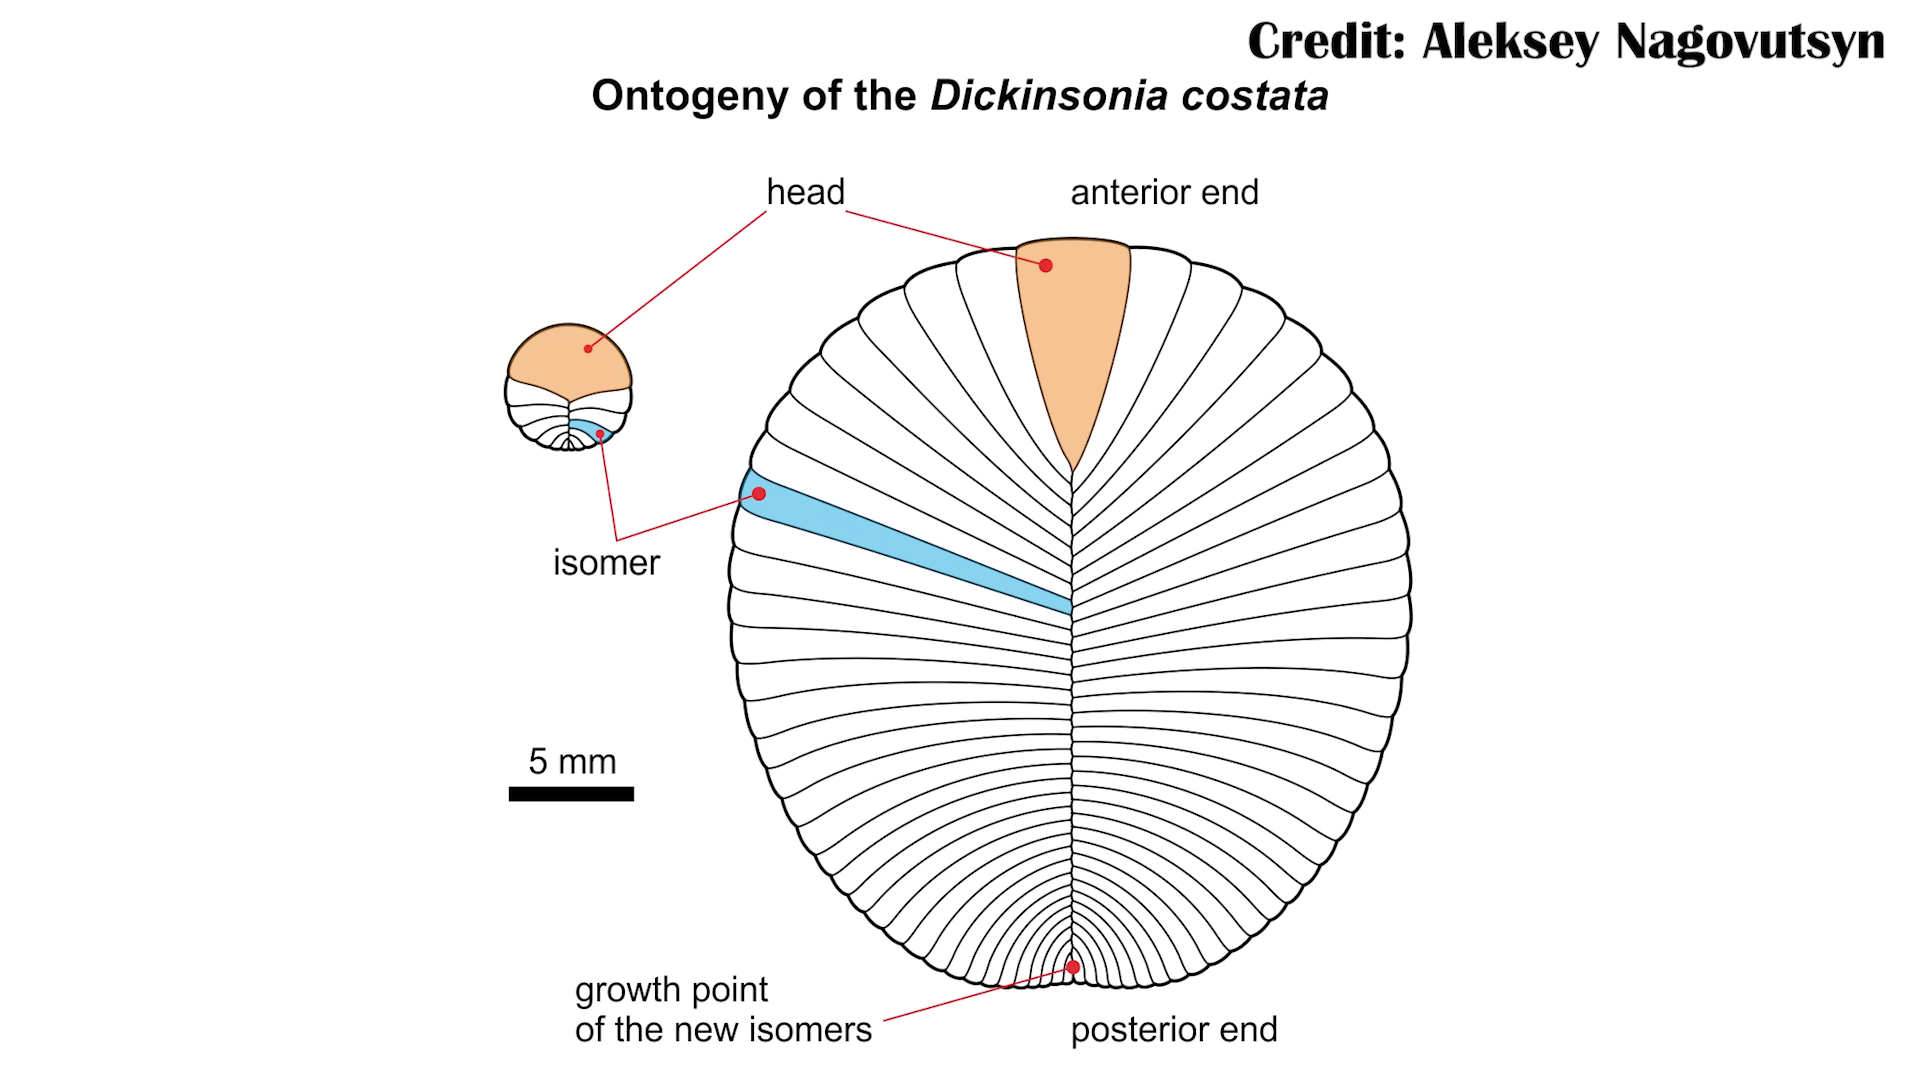 Credit: Aleksey Nagovutsyn
Ontogeny of the Dickinsonia costata
head
anterior end
isomer
5 mm
growth point
of the new isomers
posterior end